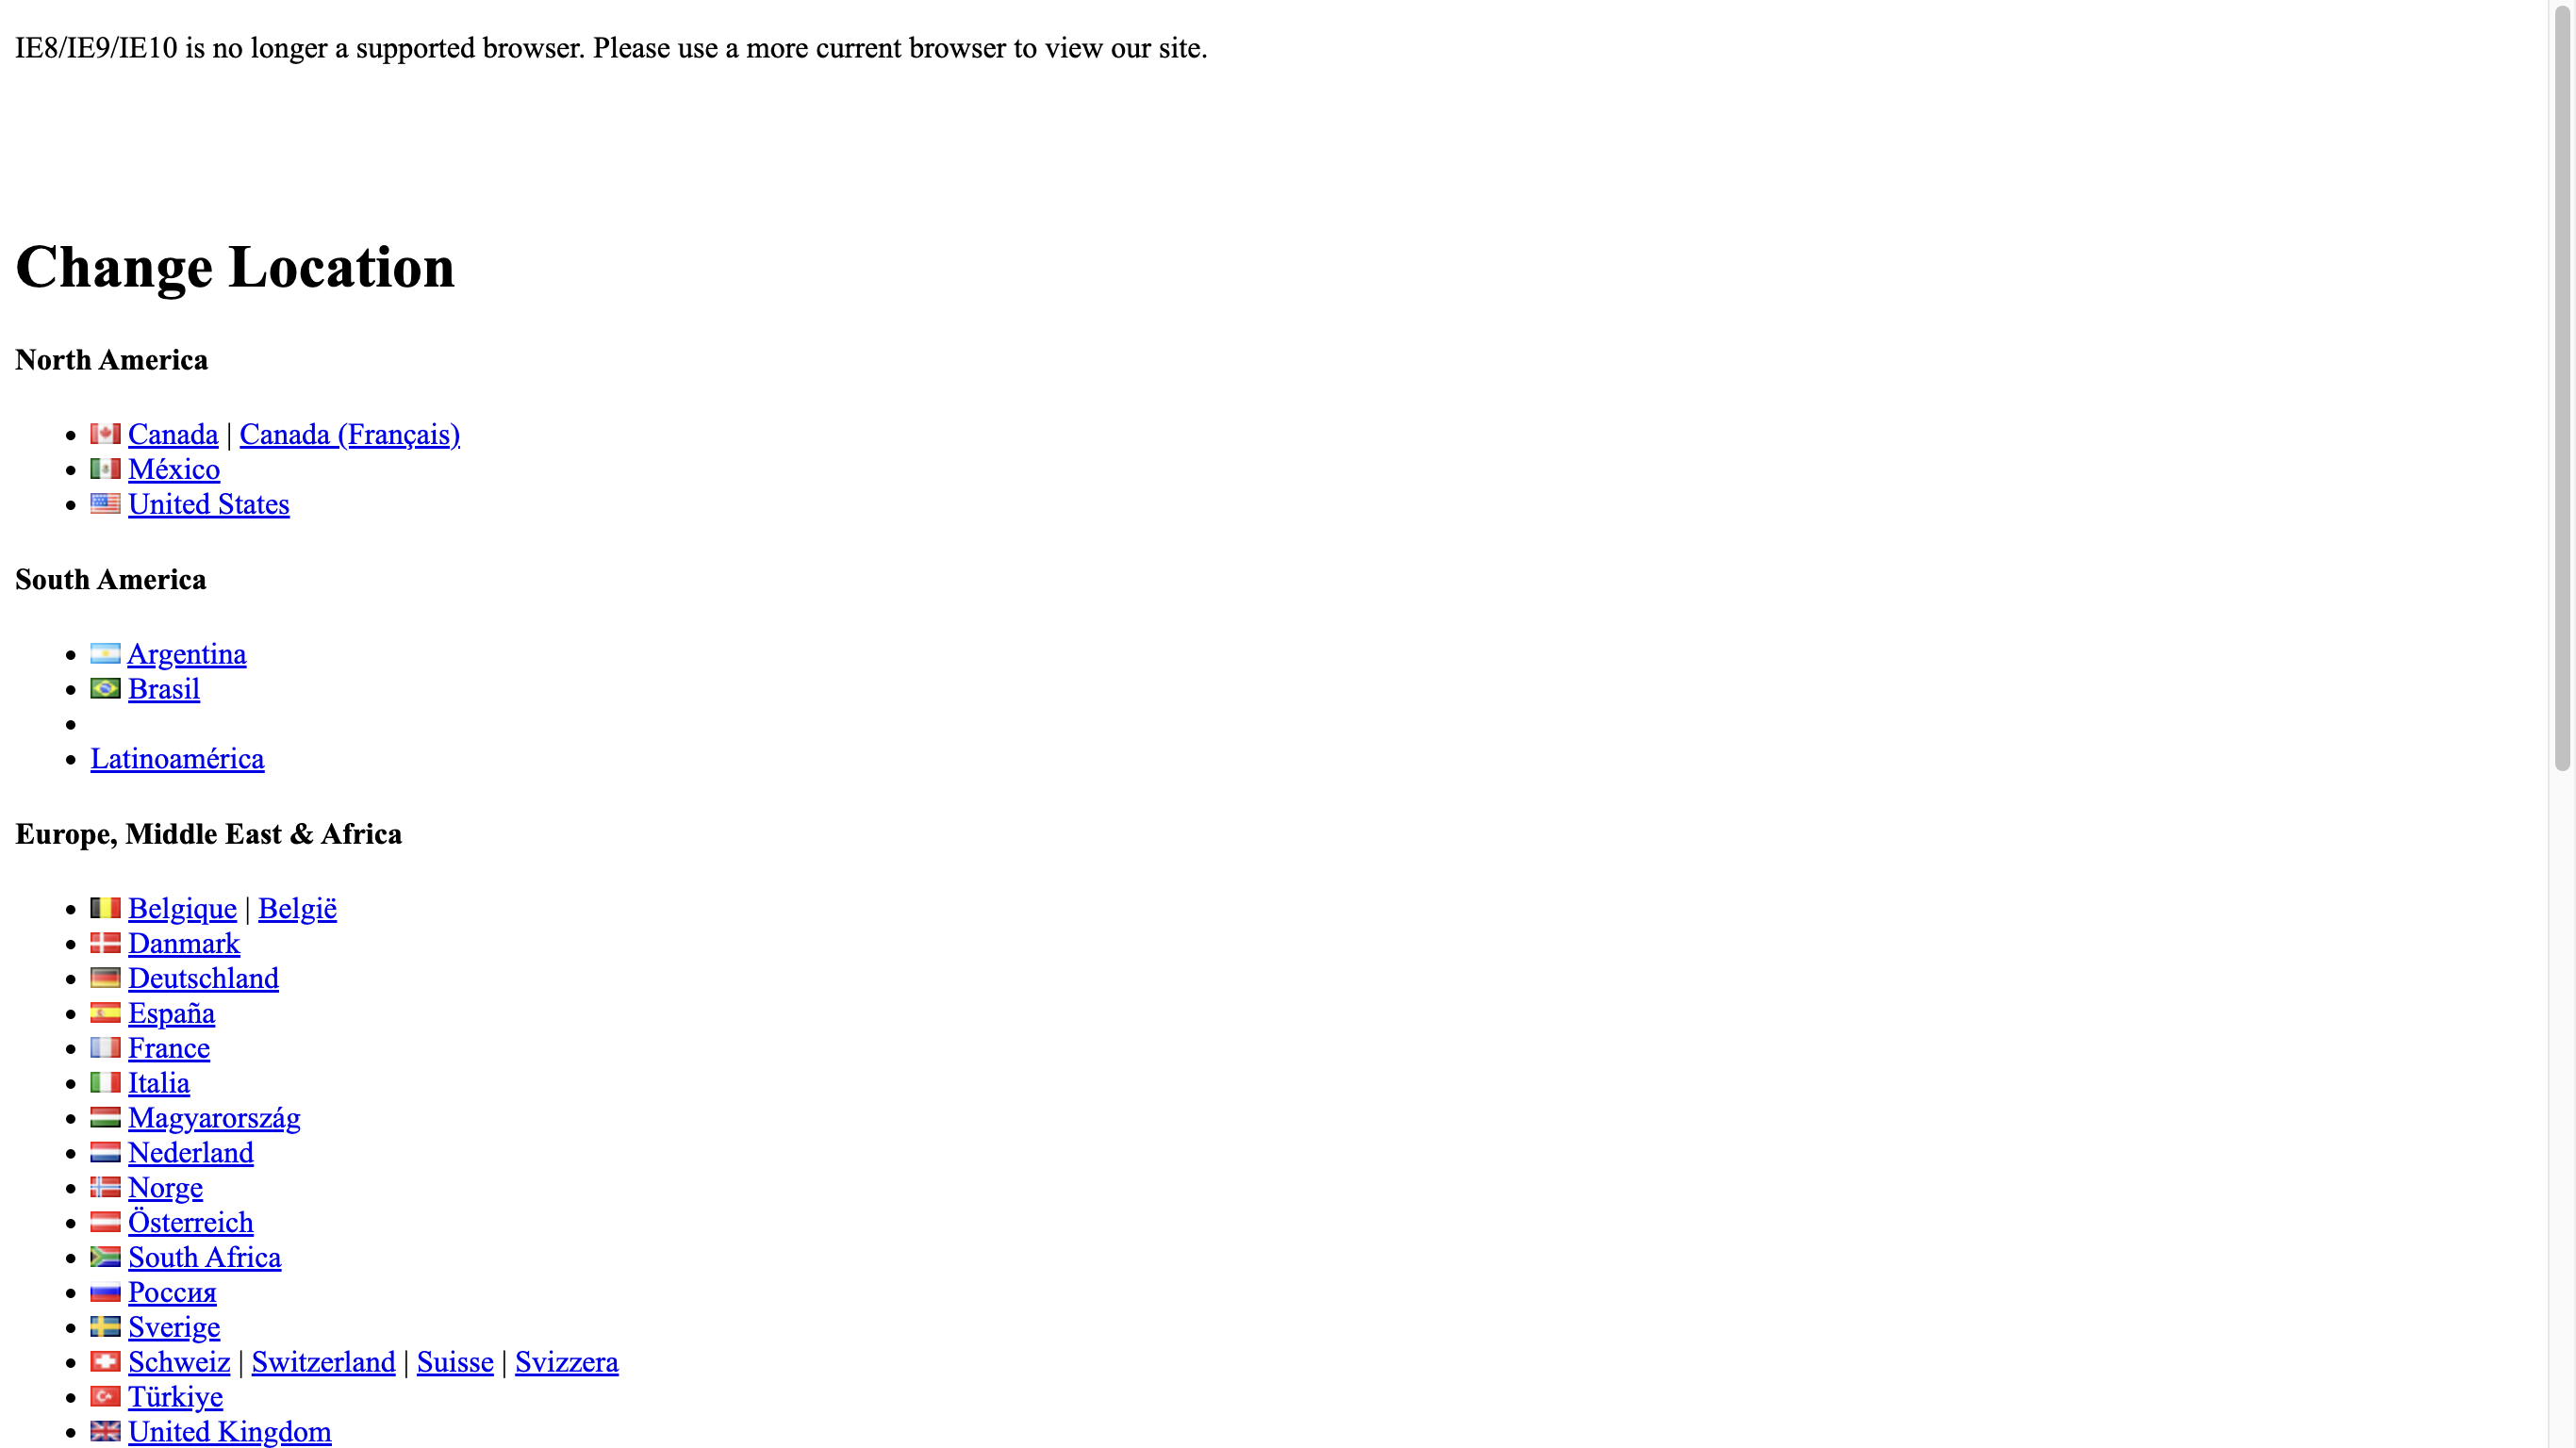 IE8/IE9/IE10 is no longer a supported browser. Please use a more current browser to view our site.
Change Location
North America
Canada | Canada (Français)
México
United States
South America
Argentina
Brasil
Latinoamérica
Europe, Middle East & Africa
Belgique | België
Danmark
Deutschland
España
France
Italia
Magyarország
Nederland
Norge
Österreich
South Africa
Россия
Sverige
Schweiz | Switzerland | Suisse | Svizzera
Türkiye
United Kingdom